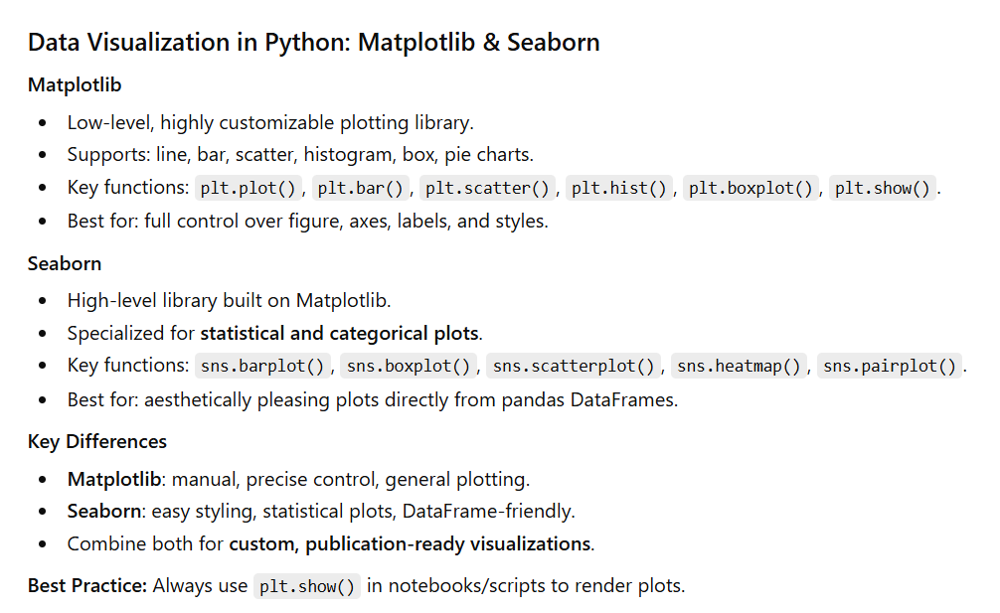 Data Visualization in Python: Matplotlib & Seaborn
Matplotlib
• Low-level, highly customizable plotting library.
• Supports: line, bar, scatter, histogram, box, pie charts.
• Key functions: plt.plot(), plt.bar(), plt.scatter(), plt.hist(), plt.boxplot(), plt.show().
• Best for: full control over figure, axes, labels, and styles.
Seaborn
• High-level library built on Matplotlib.
• Specialized for statistical and categorical plots.
• Key functions: sns.barplot(), sns.boxplot(), sns.scatterplot(), sns.heatmap(), sns.pairplot().
• Best for: aesthetically pleasing plots directly from pandas DataFrames.
Key Differences
• Matplotlib: manual, precise control, general plotting.
• Seaborn: easy styling, statistical plots, DataFrame-friendly.
• Combine both for custom, publication-ready visualizations.
Best Practice: Always use plt.show() in notebooks/scripts to render plots.